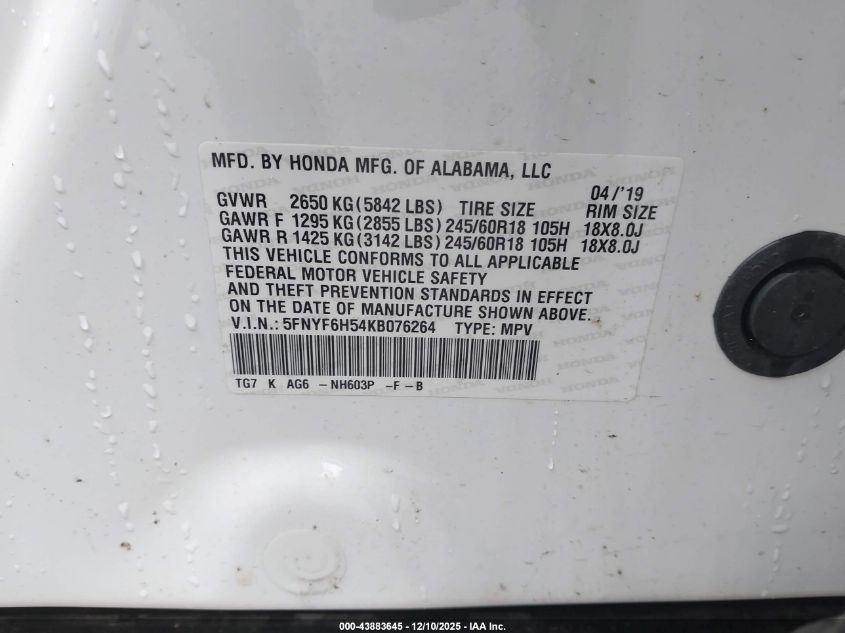 MFD. BY HONDA MFG. OF ALABAMA, LLC
04/'19
GVWR 2650 KG(5842 LBS) TIRE SIZE RIM SIZE
GAWR F 1295 KG(2855 LBS) 245/60R18 105H 18X8.0J
GAWR R 1425 KG(3142 LBS) 245/60R18 105H 18X8.0J
THIS VEHICLE CONFORMS TO ALL APPLICABLE
FEDERAL MOTOR VEHICLE SAFETY
AND THEFT PREVENTION STANDARDS IN EFFECT
ON THE DATE OF MANUFACTURE SHOWN ABOVE.
V.I.N.: 5FNYF6H54KB076264 TYPE: MPV
TG7 K AG6 -NH603P -F-B
000-43883645 - 12/10/2025 - IAA Inc.